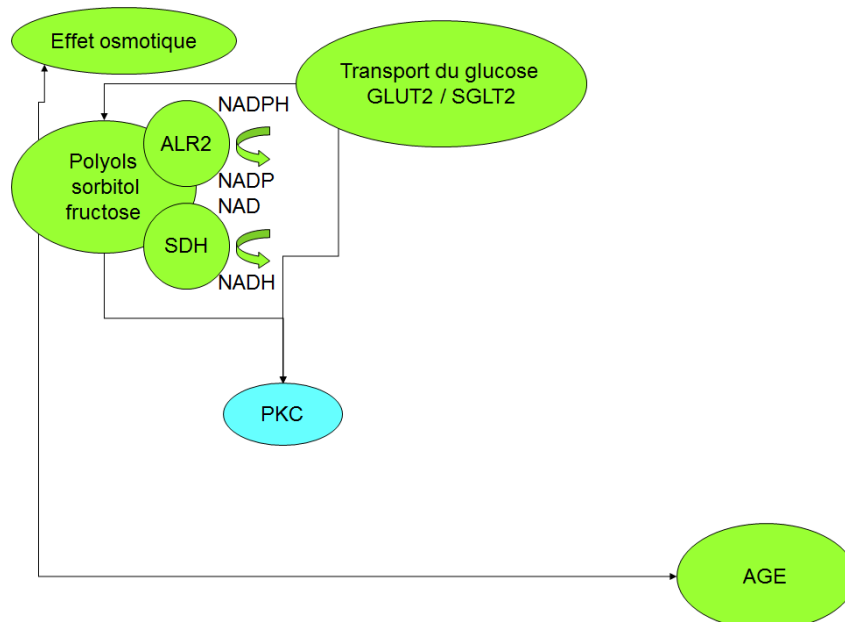 Effet osmotique
Transport du glucose
GLUT2 / SGLT2
NADPH
ALR2
Polyols
sorbitol
fructose
NADP
NAD
SDH
NADH
PKC
AGE